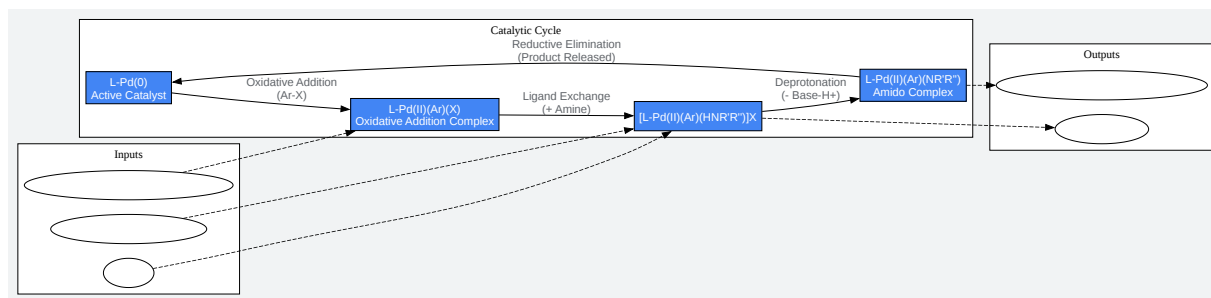 Catalytic Cycle
Reductive Elimination
(Product Released)
L-Pd(0)
Active Catalyst
Oxidative Addition
(Ar-X)
L-Pd(II)(Ar)(X)
Oxidative Addition Complex
Ligand Exchange
(+ Amine)
[L-Pd(II)(Ar)(HNR'R")]X
Deprotonation
(- Base-H+)
L-Pd(II)(Ar)(NR'R")
Amido Complex
Outputs
Inputs